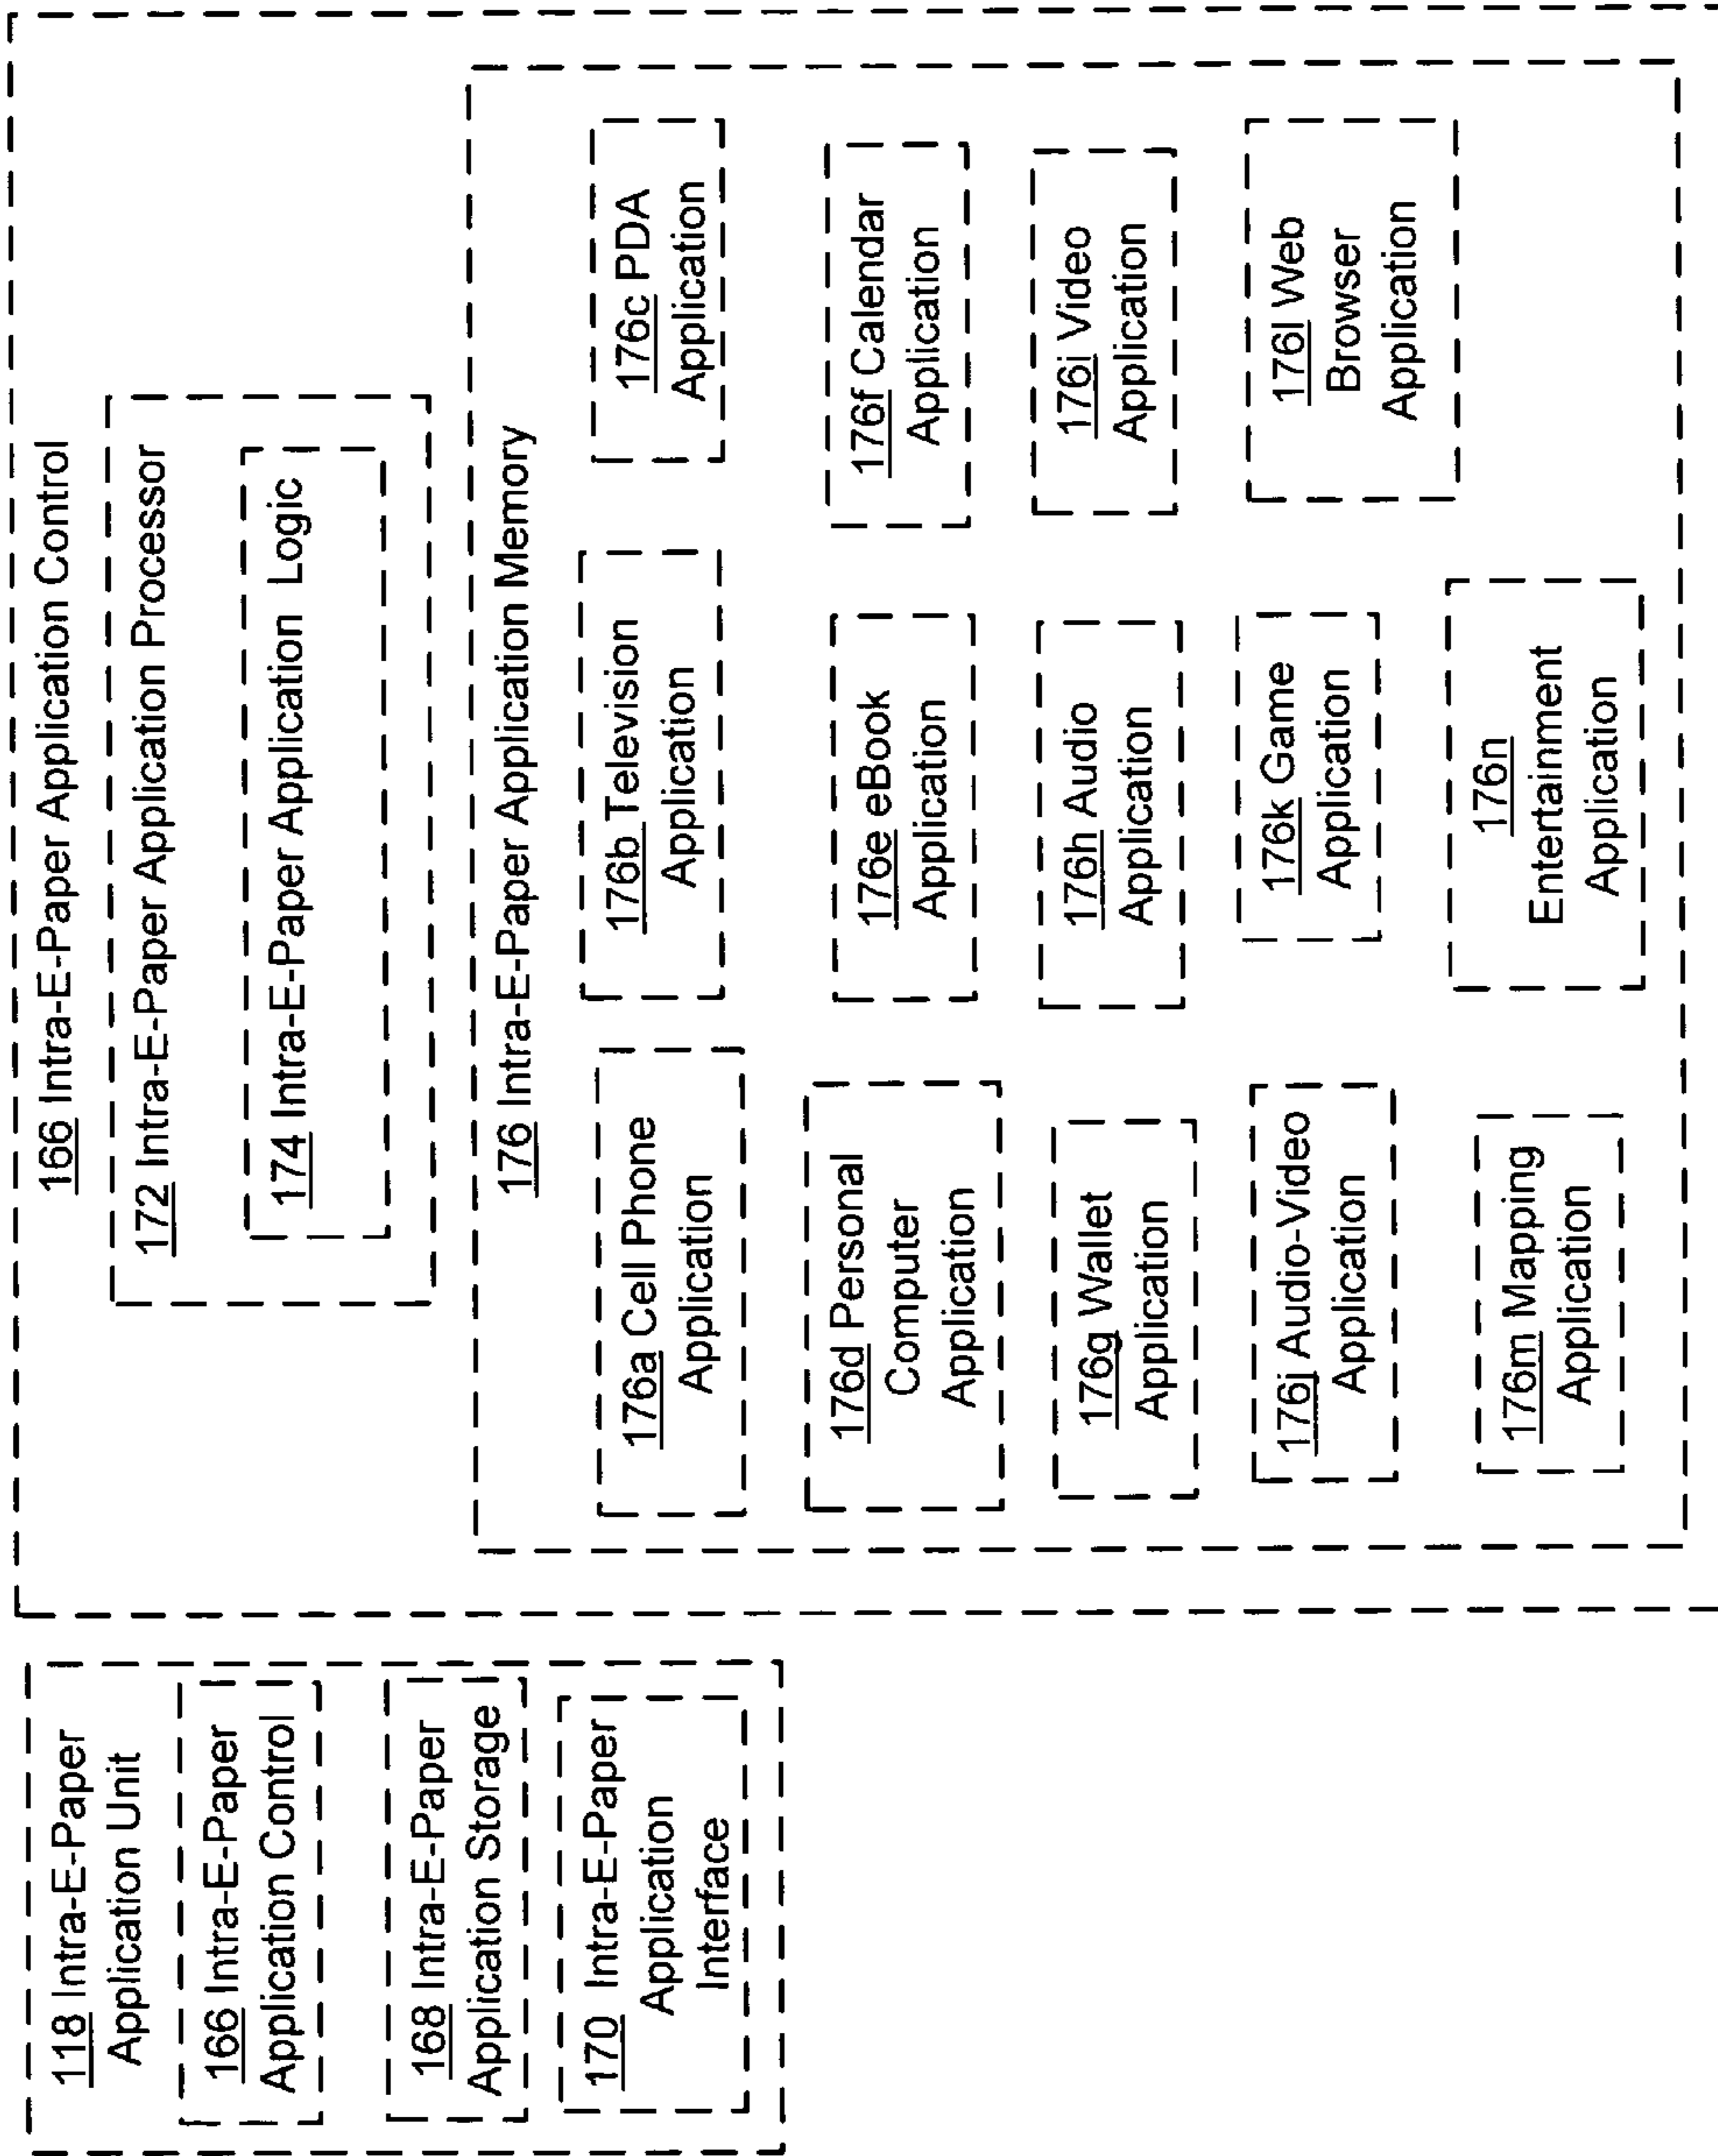 118 Intra-E-Paper
Application Unit
166 Intra-E-Paper
Application Control
168 Intra-E-Paper
Application Storage
170 Intra-E-Paper
Application
Interface
166 Intra-E-Paper Application Control
172 Intra-E-Paper Application Processor
174 Intra-E-Paper Application Logic
176 Intra-E-Paper Application Memory
176a Cell Phone
Application
176b Television
Application
176c PDA
Application
176d Personal
Computer
Application
176e eBook
Application
176f Calendar
Application
176g Wallet
Application
176h Audio
Application
176i Video
Application
176j Audio-Video
Application
176k Game
Application
176l Web
Browser
Application
176m Mapping
Application
176n
Entertainment
Application